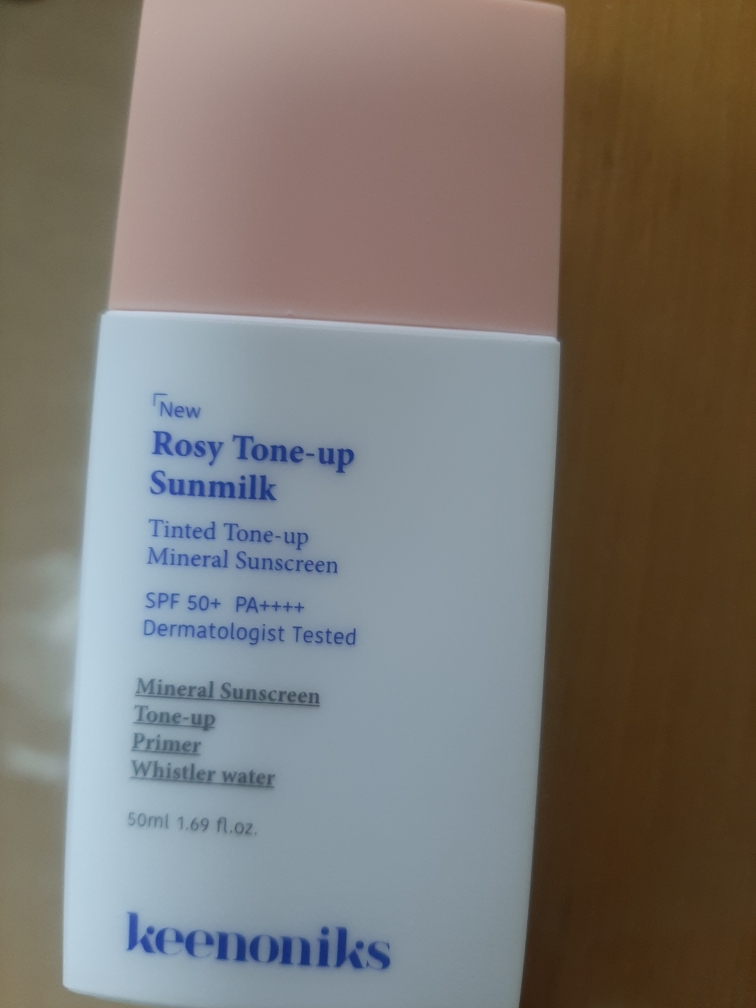 New
Rosy Tone-up
Sunmilk
Tinted Tone-up
Mineral Sunscreen
SPF 50+ PA++++
Dermatologist Tested
Mineral Sunscreen
Tone-up
Primer
Whistler water
50ml 1.69 fl.oz.
keenoniks